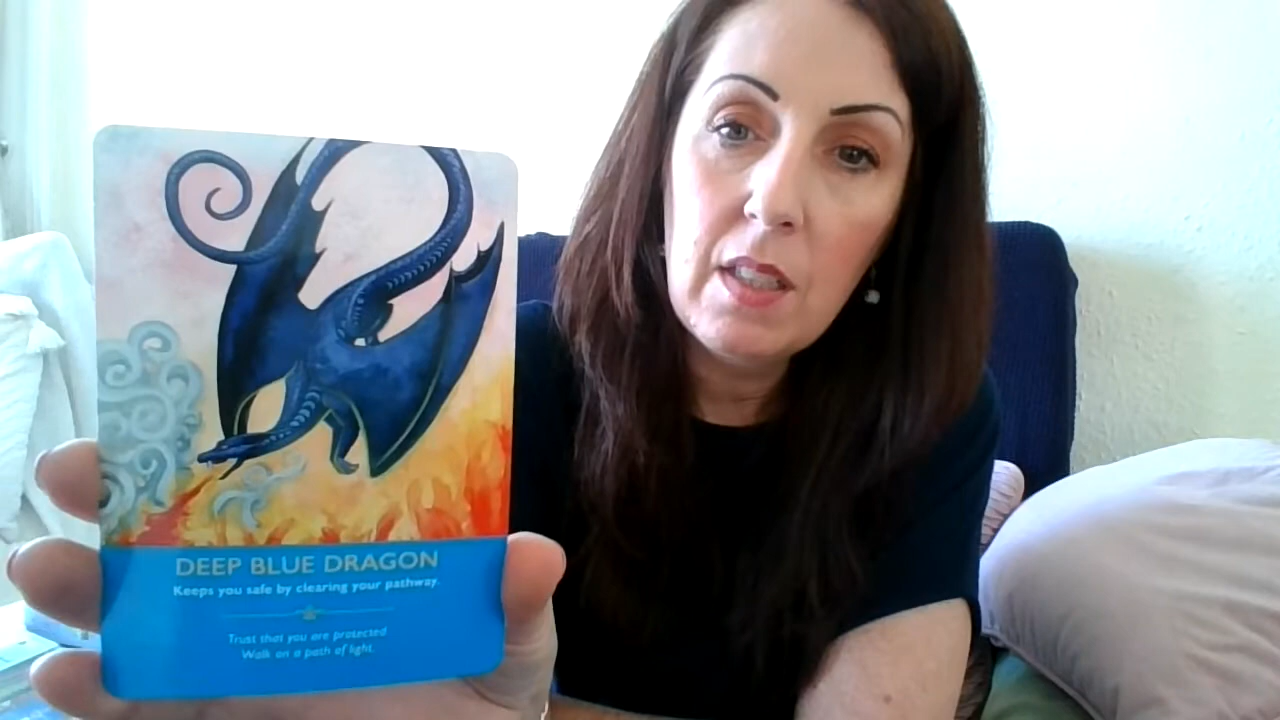 DEEP BLUE DRAGON
Keeps you safe by clearing your pathway.
Trust that you are protected
Walk on a path of light.